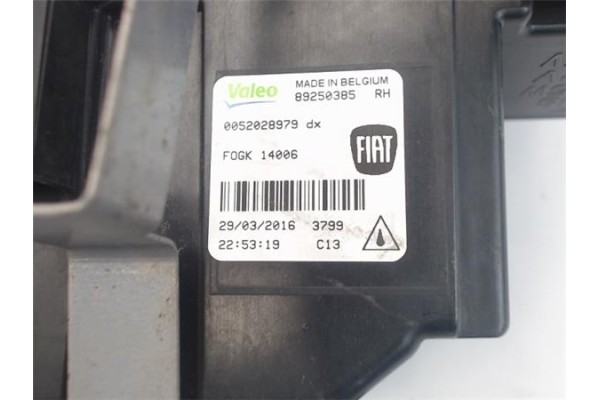 Valeo
MADE IN BELGIUM
89250385 RH
0052028979 dx
FOGK 14006
FIAT
29/03/2016 3799
22:53:19 C13